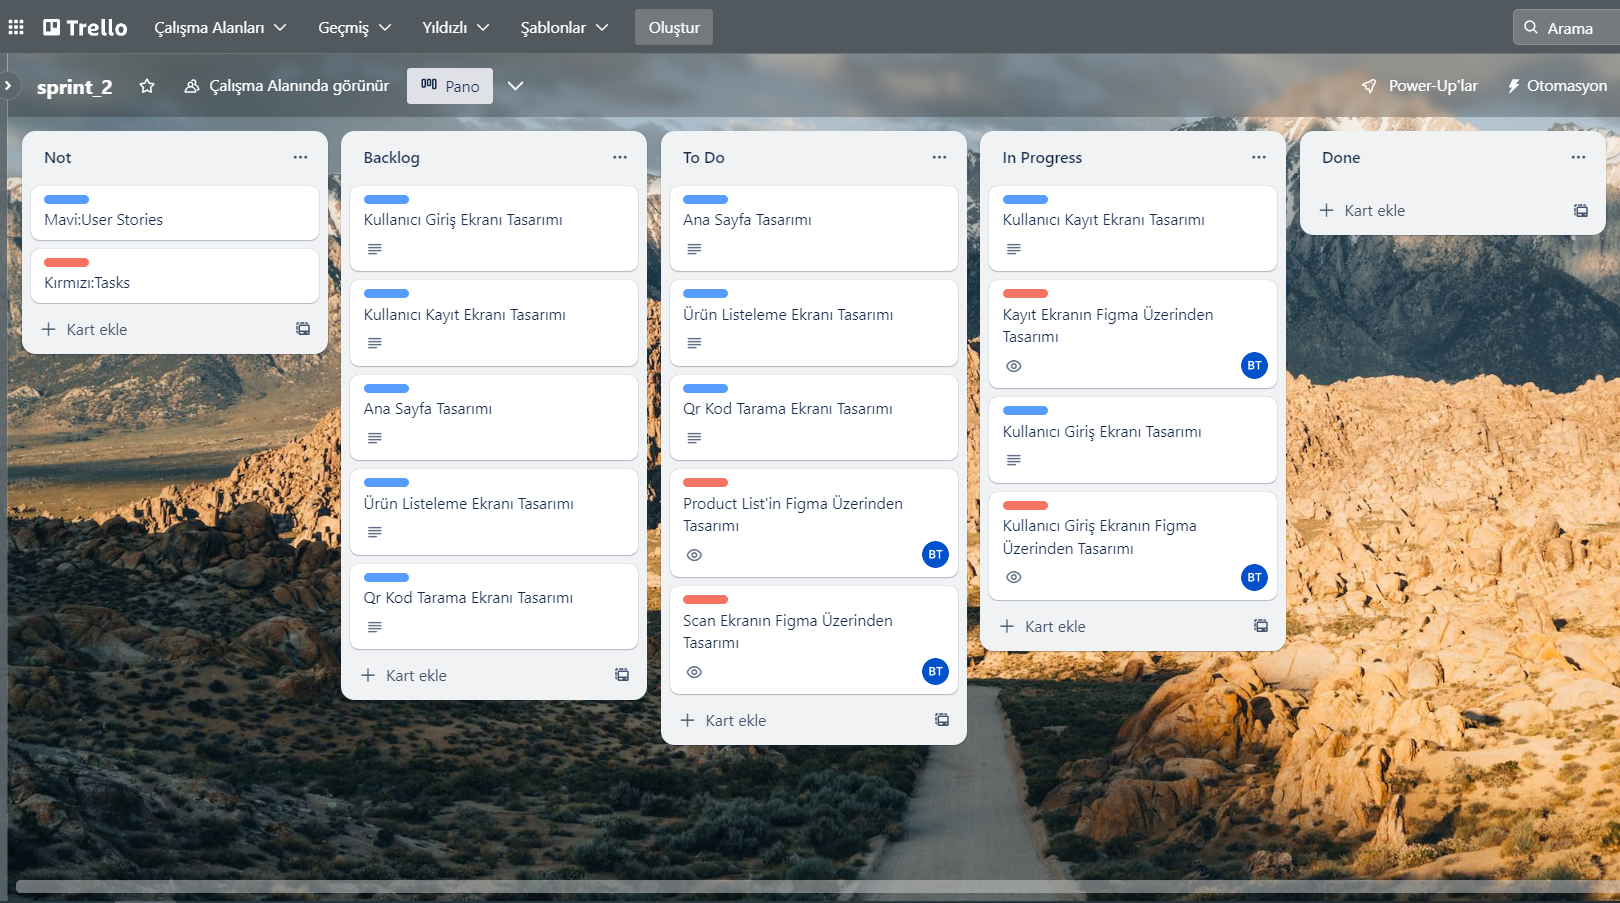 Trello
Çalışma Alanları
Geçmiş
Yıldızlı
Şablonlar
Oluştur
Arama
sprint_2
Çalışma Alanında görünür
Pano
Power-Up'lar
Otomasyon
Not
Mavi:User Stories
Kırmızı:Tasks
Kart ekle
Backlog
Kullanıcı Giriş Ekranı Tasarımı
Kullanıcı Kayıt Ekranı Tasarımı
Ana Sayfa Tasarımı
Ürün Listeleme Ekranı Tasarımı
Qr Kod Tarama Ekranı Tasarımı
Kart ekle
To Do
Ana Sayfa Tasarımı
Ürün Listeleme Ekranı Tasarımı
Qr Kod Tarama Ekranı Tasarımı
Product List'in Figma Üzerinden
Tasarımı
BT
Scan Ekranın Figma Üzerinden
Tasarımı
BT
Kart ekle
In Progress
Kullanıcı Kayıt Ekranı Tasarımı
Kayıt Ekranın Figma Üzerinden
Tasarımı
BT
Kullanıcı Giriş Ekranı Tasarımı
Kullanıcı Giriş Ekranın Figma
Üzerinden Tasarımı
BT
Kart ekle
Done
Kart ekle